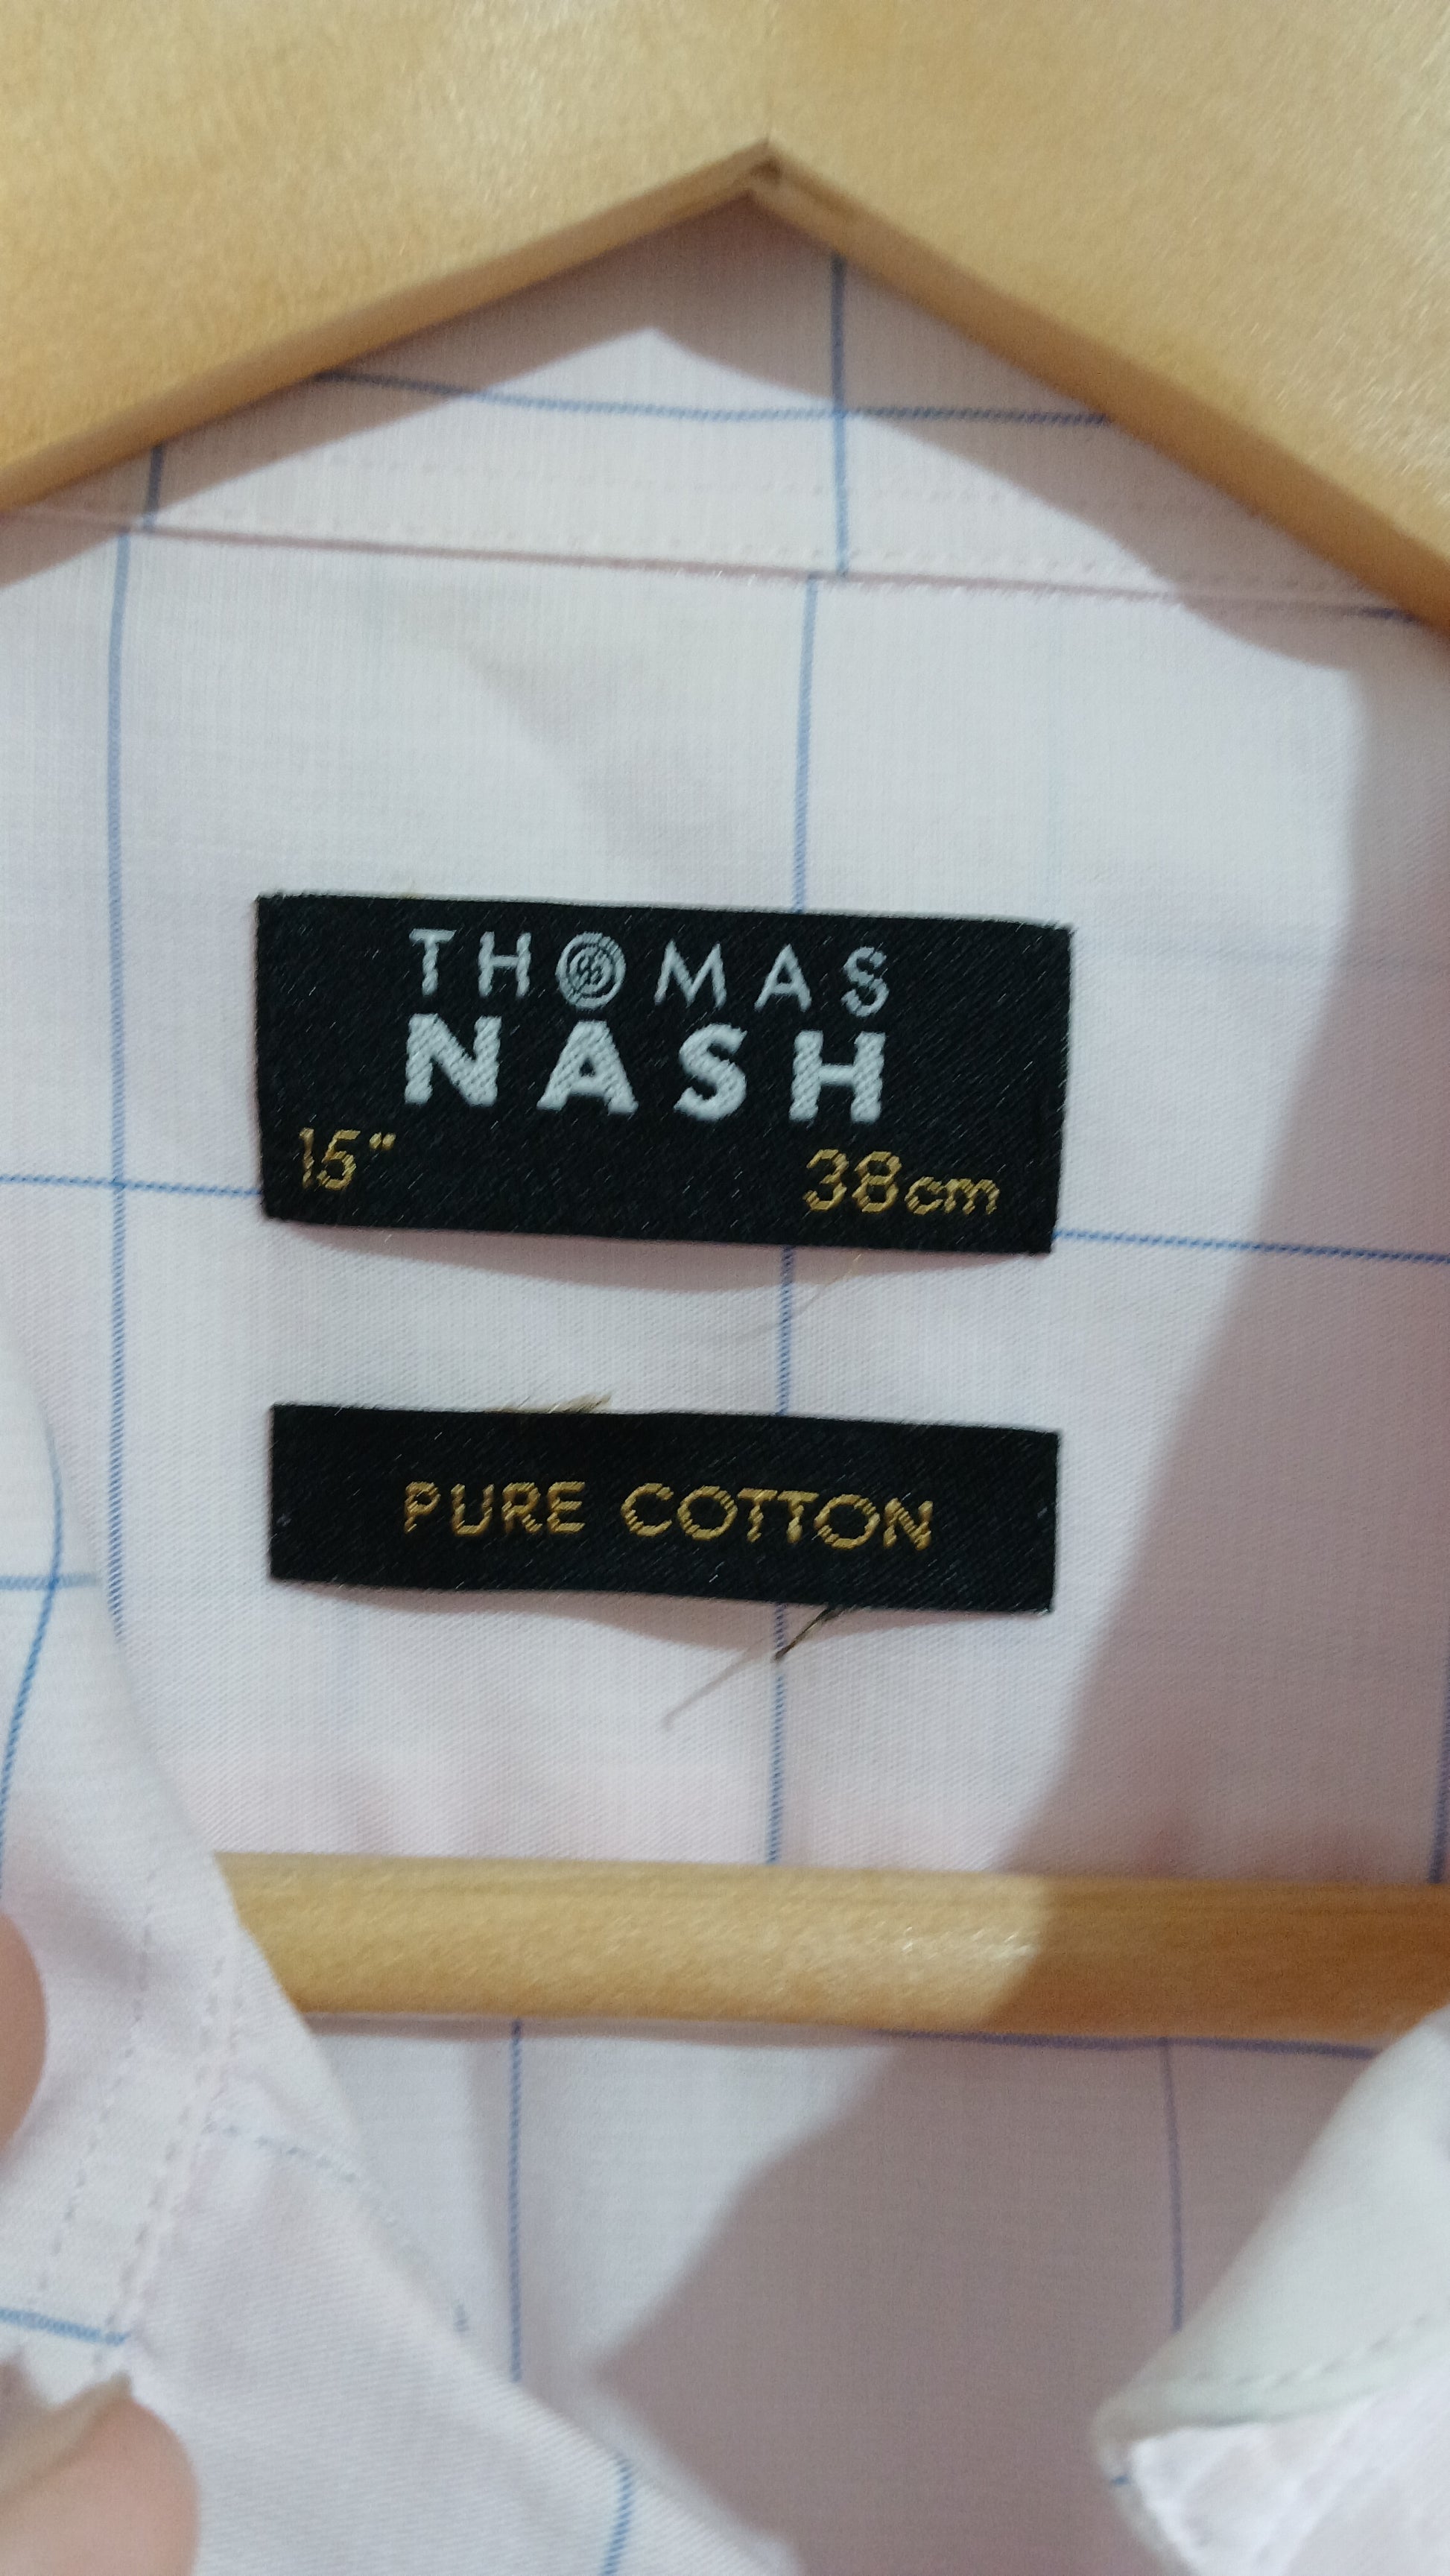 THOMAS
NASH
15" 38cm
PURE COTTON